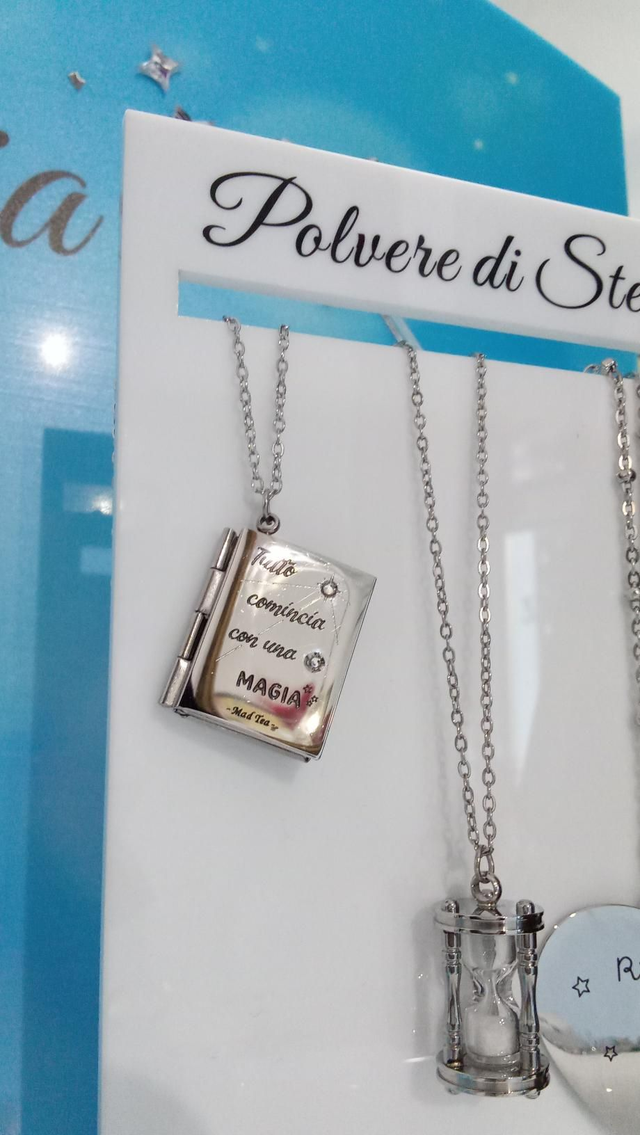 Polvere di Ste
a
Tutto
comincia
con una
MAGIA
~Mad Tea~
R